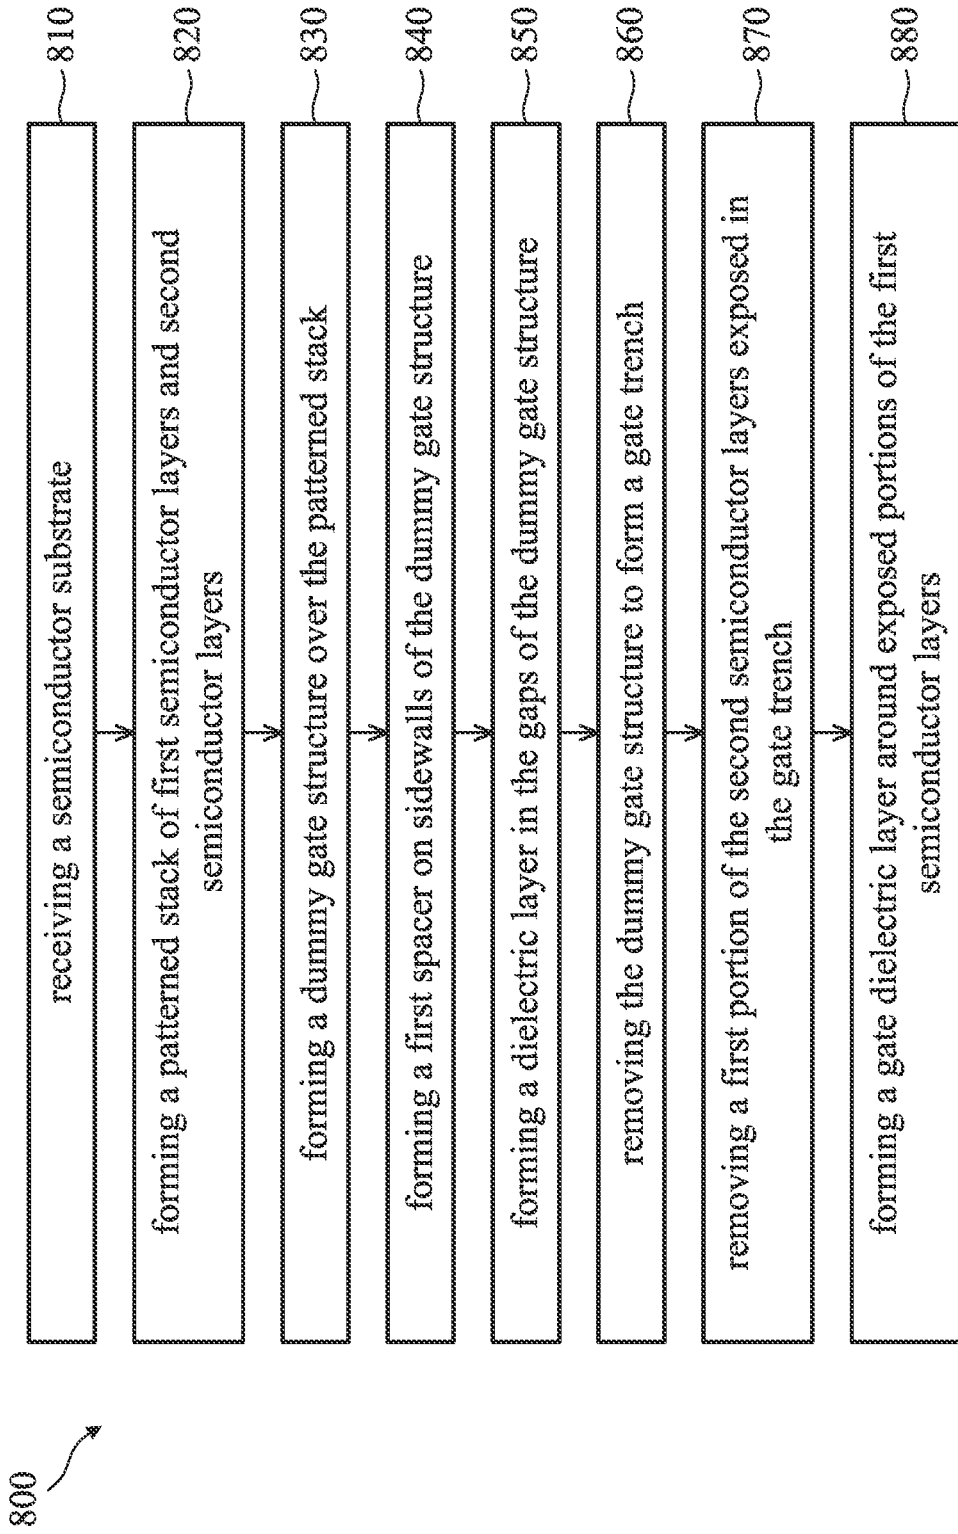 800
receiving a semiconductor substrate
810
forming a patterned stack of first semiconductor layers and second
semiconductor layers
820
forming a dummy gate structure over the patterned stack
830
forming a first spacer on sidewalls of the dummy gate structure
840
forming a dielectric layer in the gaps of the dummy gate structure
850
removing the dummy gate structure to form a gate trench
860
removing a first portion of the second semiconductor layers exposed in
the gate trench
870
forming a gate dielectric layer around exposed portions of the first
semiconductor layers
880